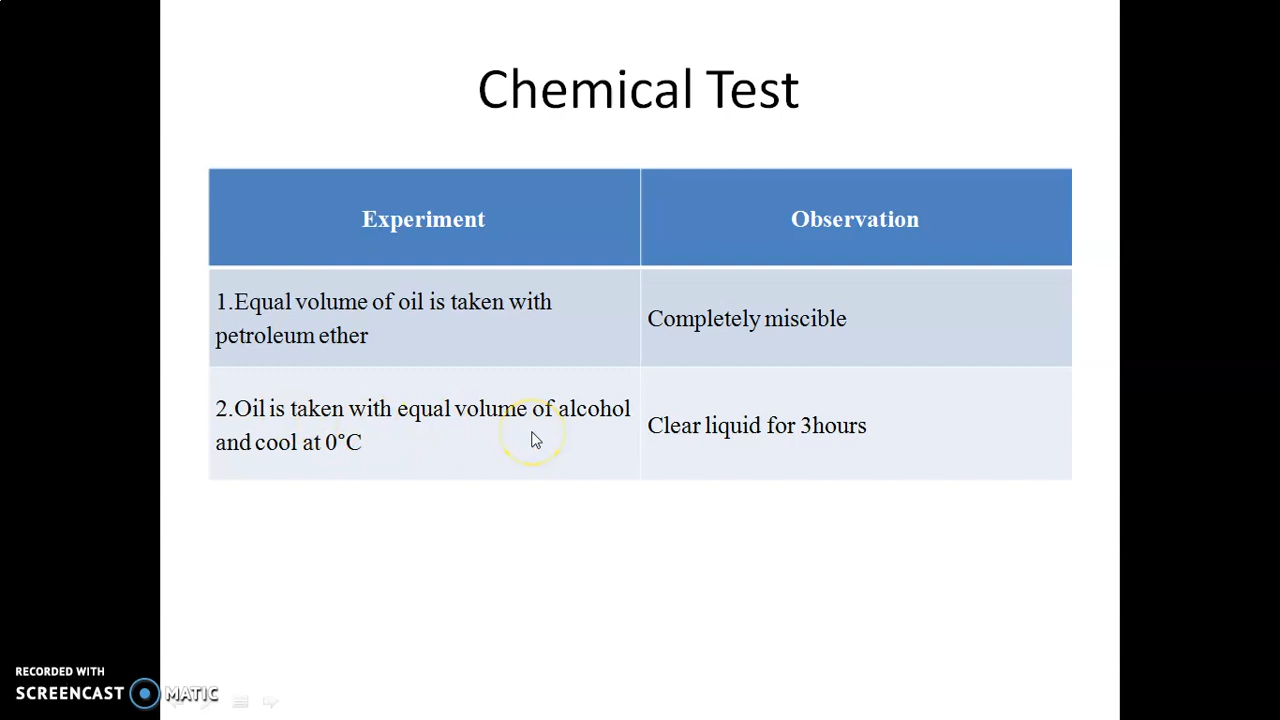 Chemical Test
Experiment
Observation
1.Equal volume of oil is taken with
petroleum ether
Completely miscible
2.Oil is taken with equal volume of alcohol
and cool at 0°C
Clear liquid for 3hours
RECORDED WITH
SCREENCAST MATIC